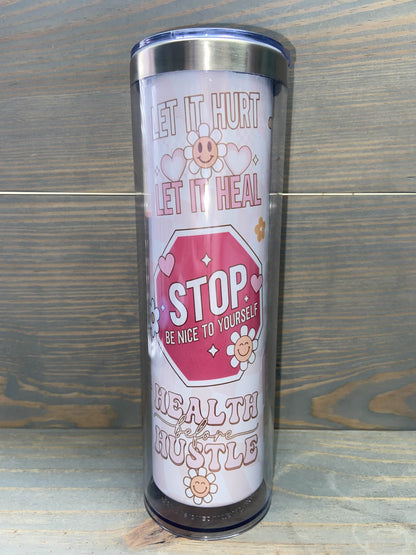 LET IT HURT
LET IT HEAL
STOP
BE NICE TO YOURSELF
HEALTH
before
HUSTLE